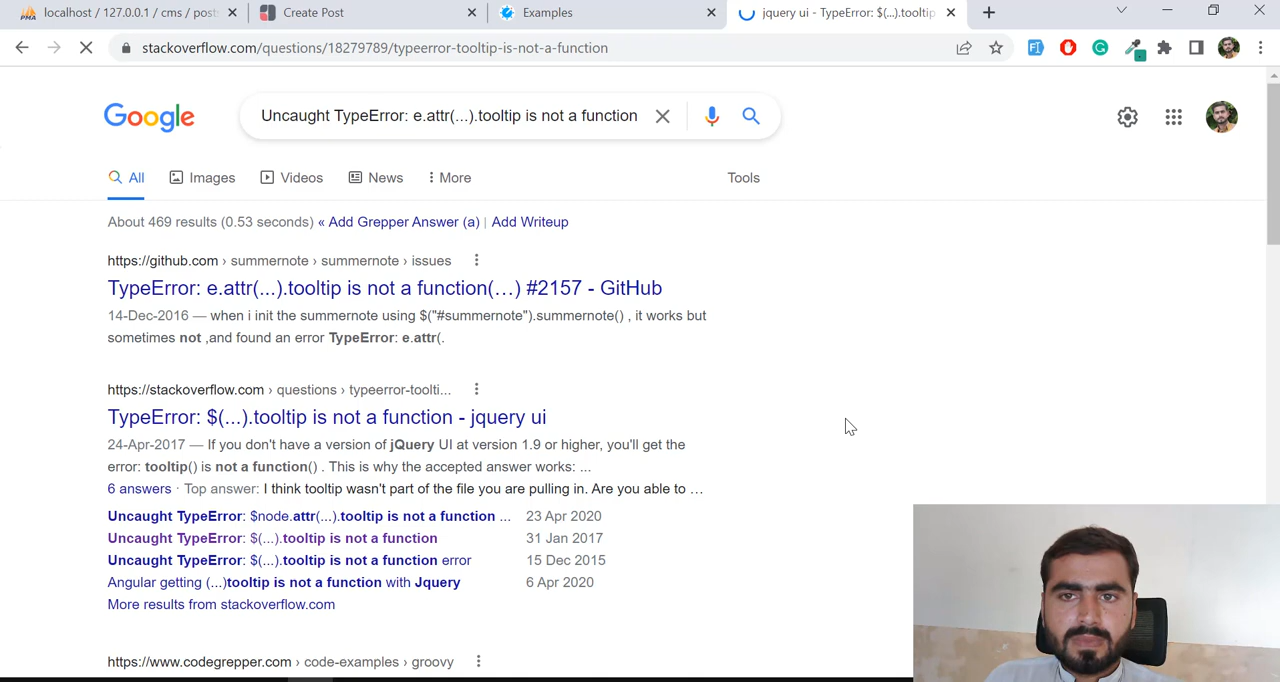 localhost / 127.0.0.1 / cms / post
Create Post
Examples
jquery ui - TypeError: $(...).tooltip
stackoverflow.com/questions/18279789/typeerror-tooltip-is-not-a-function
Google
Uncaught TypeError: e.attr(...).tooltip is not a function
All
Images
Videos
News
More
Tools
About 469 results (0.53 seconds) « Add Grepper Answer (a) | Add Writeup
https://github.com › summernote › summernote › issues
TypeError: e.attr(...).tooltip is not a function(…) #2157 - GitHub
14-Dec-2016 — when i init the summernote using $("#summernote").summernote() , it works but
sometimes not ,and found an error TypeError: e.attr(.
https://stackoverflow.com › questions › typeerror-toolti...
TypeError: $(...).tooltip is not a function - jquery ui
24-Apr-2017 — If you don't have a version of jQuery UI at version 1.9 or higher, you'll get the
error: tooltip() is not a function() . This is why the accepted answer works: ...
6 answers · Top answer: I think tooltip wasn't part of the file you are pulling in. Are you able to …
Uncaught TypeError: $node.attr(...).tooltip is not a function ... 23 Apr 2020
Uncaught TypeError: $(...).tooltip is not a function 31 Jan 2017
Uncaught TypeError: $(...).tooltip is not a function error 15 Dec 2015
Angular getting (...)tooltip is not a function with Jquery 6 Apr 2020
More results from stackoverflow.com
https://www.codegrepper.com › code-examples › groovy